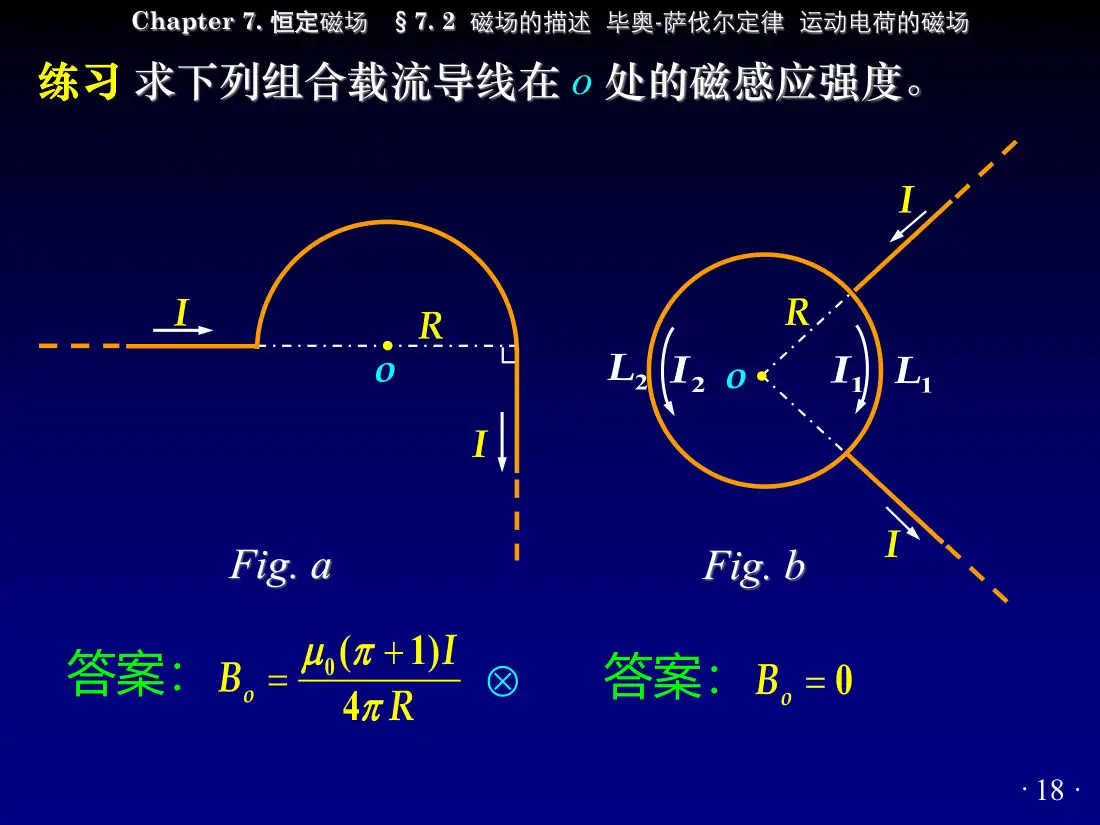 Chapter 7. 恒定磁场 §7. 2 磁场的描述 毕奥-萨伐尔定律 运动电荷的磁场
练习 求下列组合载流导线在 o 处的磁感应强度。
I
R
o
I
Fig. a
I
R
L₂ I₂ o I₁ L₁
I
Fig. b
答案： Bₒ = μ₀(π+1)I / 4πR ⊗
答案： Bₒ = 0
·18·